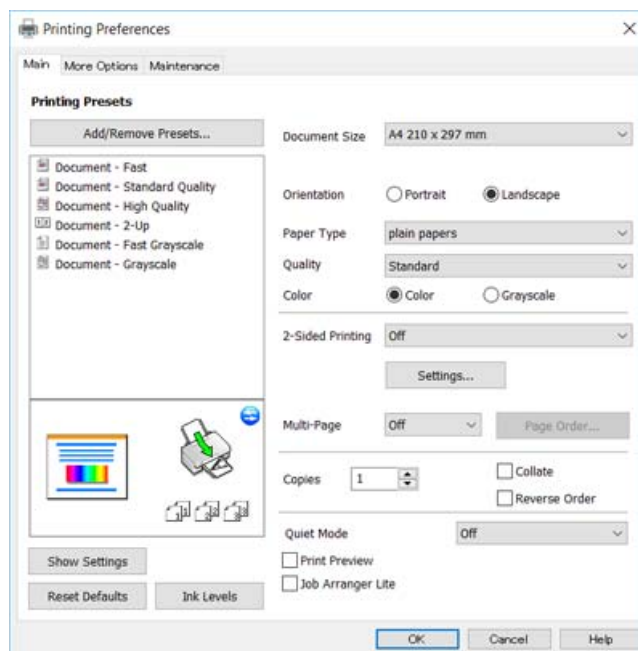 Printing Preferences
Main More Options Maintenance
Printing Presets
Add/Remove Presets...
Document - Fast
Document - Standard Quality
Document - High Quality
Document - 2-Up
Document - Fast Grayscale
Document - Grayscale
Show Settings
Reset Defaults
Ink Levels
Document Size A4 210 x 297 mm
Orientation Portrait Landscape
Paper Type plain papers
Quality Standard
Color Color Grayscale
2-Sided Printing Off
Settings...
Multi-Page Off Page Order...
Copies 1 Collate
Reverse Order
Quiet Mode Off
Print Preview
Job Arranger Lite
OK Cancel Help